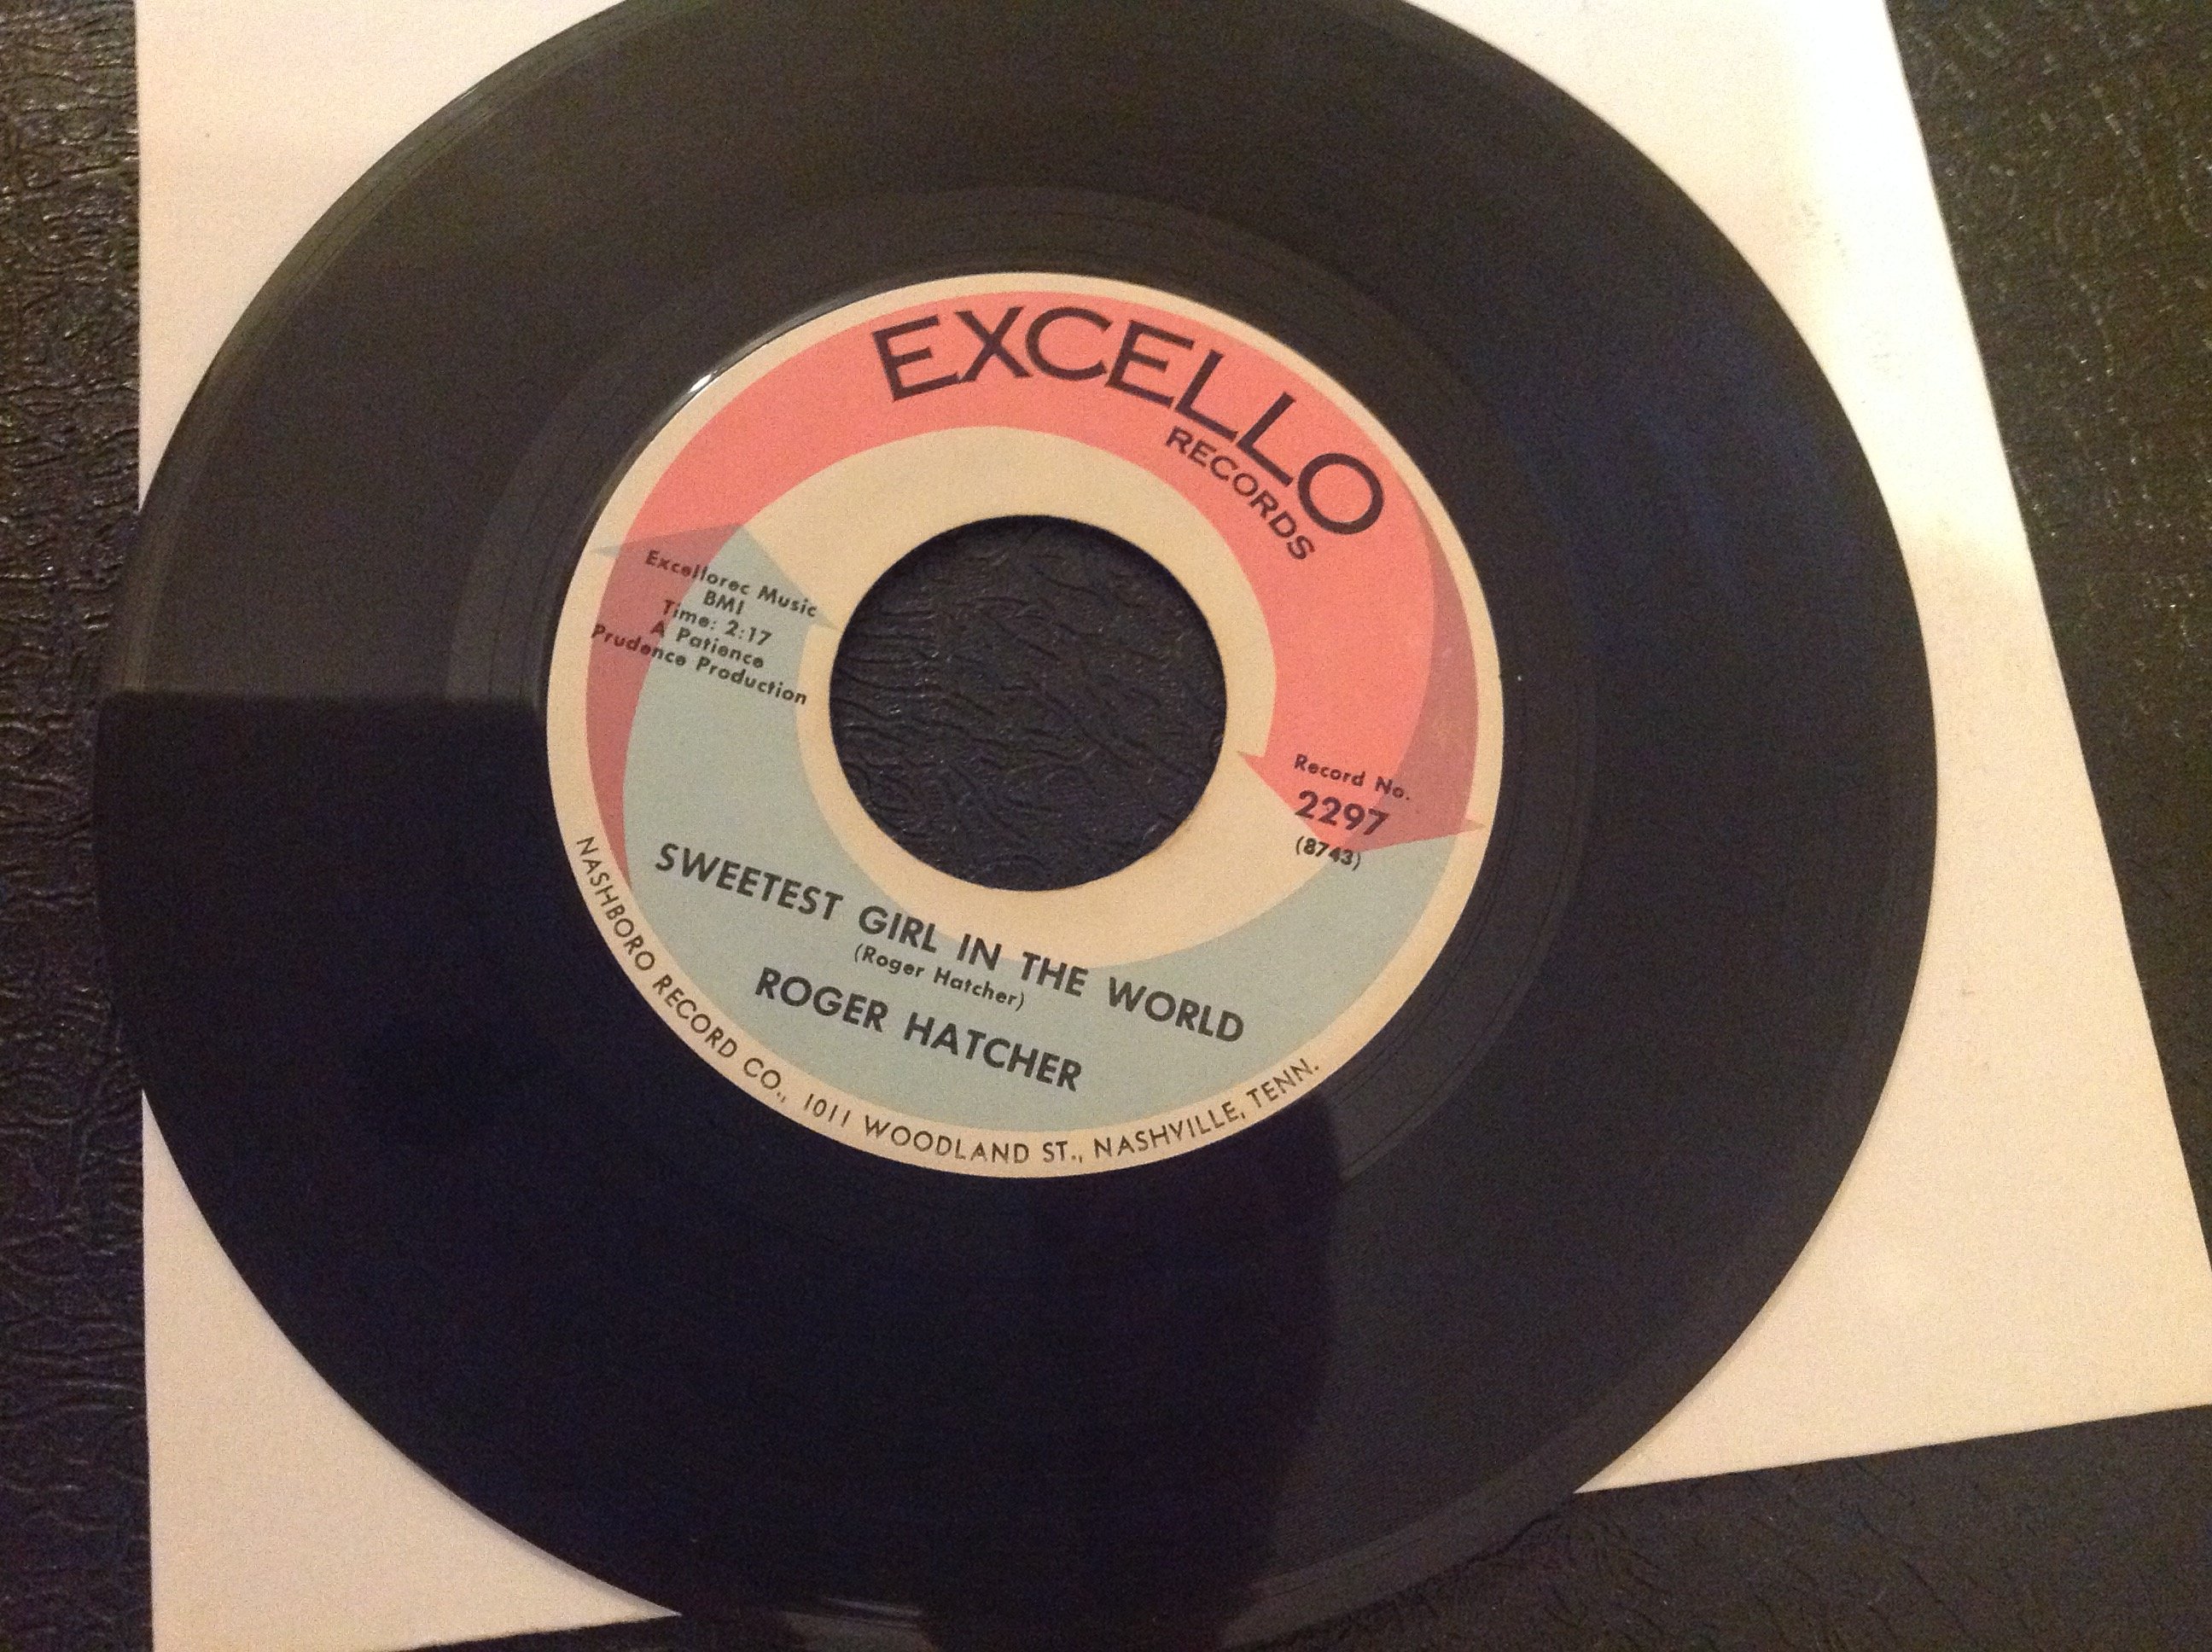 EXCELLO
RECORDS
Excellorec Music
BMI
Time: 2:17
A Patience
Prudence Production
Record No.
2297
(8743)
SWEETEST GIRL IN THE WORLD
(Roger Hatcher)
ROGER HATCHER
NASHBORO RECORD CO., 1011 WOODLAND ST., NASHVILLE, TENN.